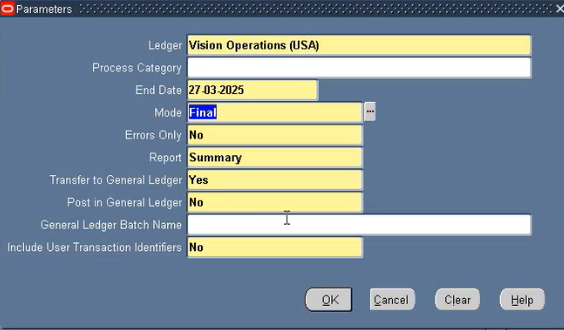 Parameters
Ledger Vision Operations (USA)
Process Category
End Date 27-03-2025
Mode Final ...
Errors Only No
Report Summary
Transfer to General Ledger Yes
Post in General Ledger No
General Ledger Batch Name
Include User Transaction Identifiers No
OK Cancel Clear Help